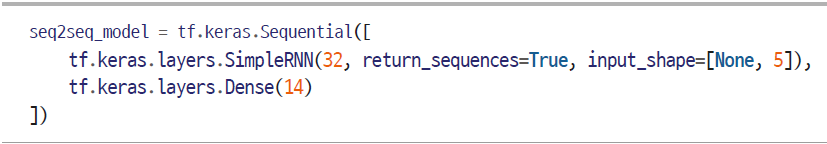 seq2seq_model = tf.keras.Sequential([
    tf.keras.layers.SimpleRNN(32, return_sequences=True, input_shape=[None, 5]),
    tf.keras.layers.Dense(14)
])